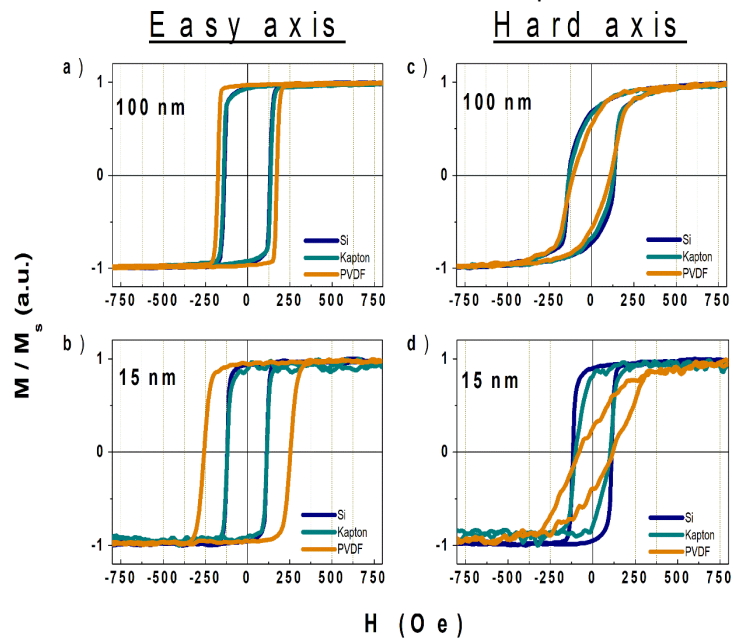 Easy axis
Hard axis
a)
c)
1
0
-1
100 nm
Si
Kapton
PVDF
-750 -500 -250 0 250 500 750
1
0
-1
100 nm
Si
Kapton
PVDF
-750 -500 -250 0 250 500 750
M / Ms (a.u.)
b)
d)
1
0
-1
15 nm
Si
Kapton
PVDF
-750 -500 -250 0 250 500 750
1
0
-1
15 nm
Si
Kapton
PVDF
-750 -500 -250 0 250 500 750
H (Oe)